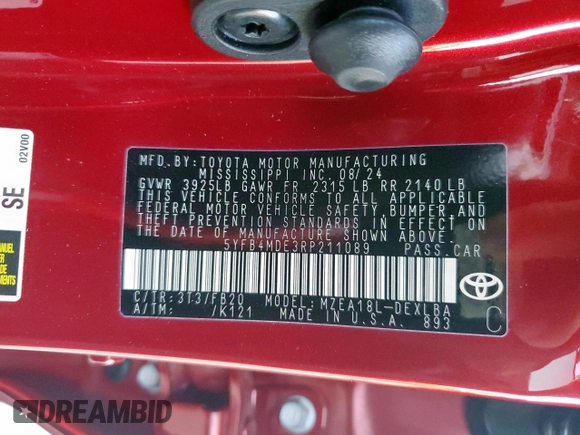 MFD.BY:TOYOTA MOTOR MANUFACTURING
MISSISSIPPI INC. 08/24
GVWR 3925LB GAWR FR 2315 LB RR 2140 LB
THIS VEHICLE CONFORMS TO ALL APPLICABLE
FEDERAL MOTOR VEHICLE SAFETY, BUMPER,AND
THEFT PREVENTION STANDARDS IN EFFECT ON
THE DATE OF MANUFACTURE SHOWN ABOVE.
5YFB4MDE3RP211089 PASS.CAR
C/TR:3T3/FB20 MODEL:MZEA18L-DEXLBA
A/TM: /K121 MADE IN U.S.A. 893
C
02V00
SE
DREAMBID